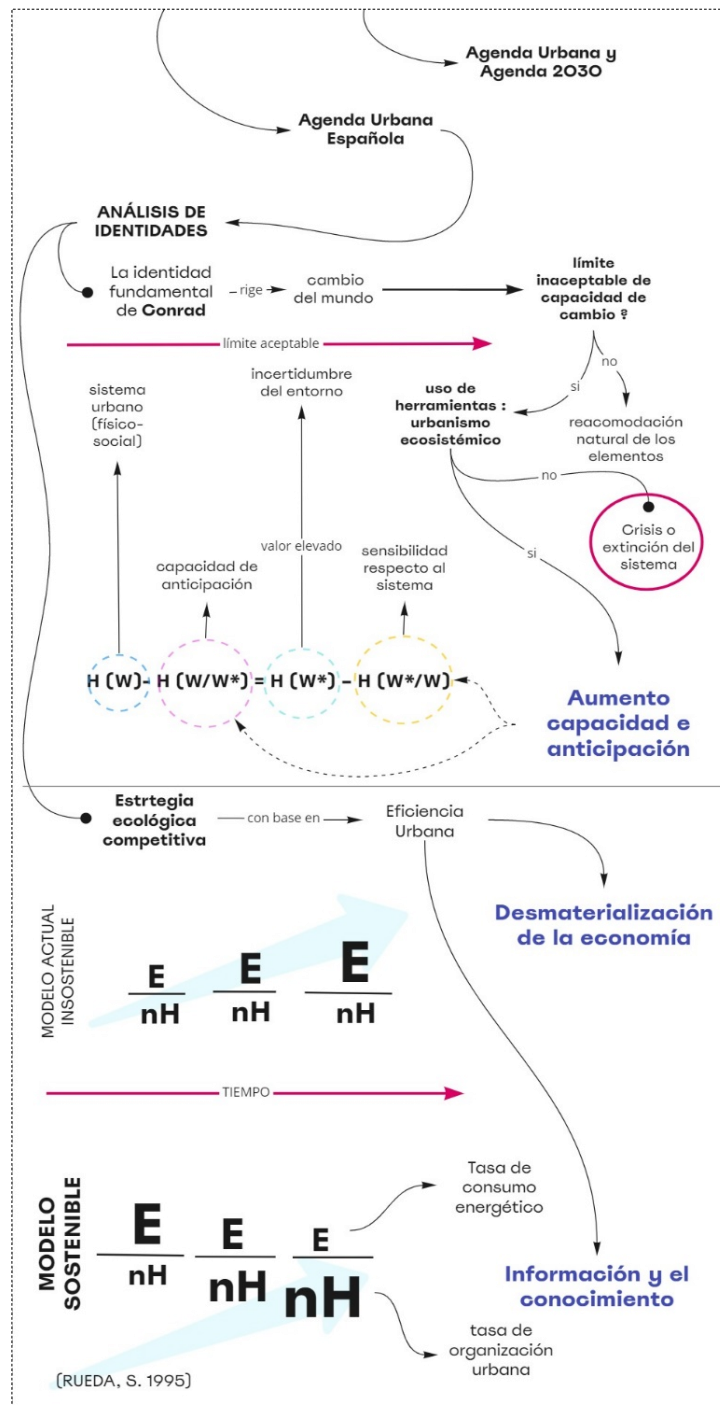 Agenda Urbana y
Agenda 2030
Agenda Urbana
Española
ANÁLISIS DE
IDENTIDADES
La identidad
fundamental
de Conrad
rige
cambio
del mundo
límite
inaceptable de
capacidad de
cambio ?
límite aceptable
no
si
sistema
urbano
(físico-
social)
incertidumbre
del entorno
uso de
herramientas :
urbanismo
ecosistémico
reacomodación
natural de los
elementos
no
Crisis o
extinción del
sistema
si
valor elevado
capacidad de
anticipación
sensibilidad
respecto al
sistema
H (W)- H (W/W*) = H (W*) - H (W*/W)
Aumento
capacidad e
anticipación
Estrtegia
ecológica
competitiva
con base en
Eficiencia
Urbana
Desmaterialización
de la economía
MODELO ACTUAL
INSOSTENIBLE
E E E
nH nH nH
TIEMPO
MODELO
SOSTENIBLE
E E E
nH nH nH
Tasa de
consumo
energético
Información y el
conocimiento
tasa de
organización
urbana
(RUEDA, S. 1995)